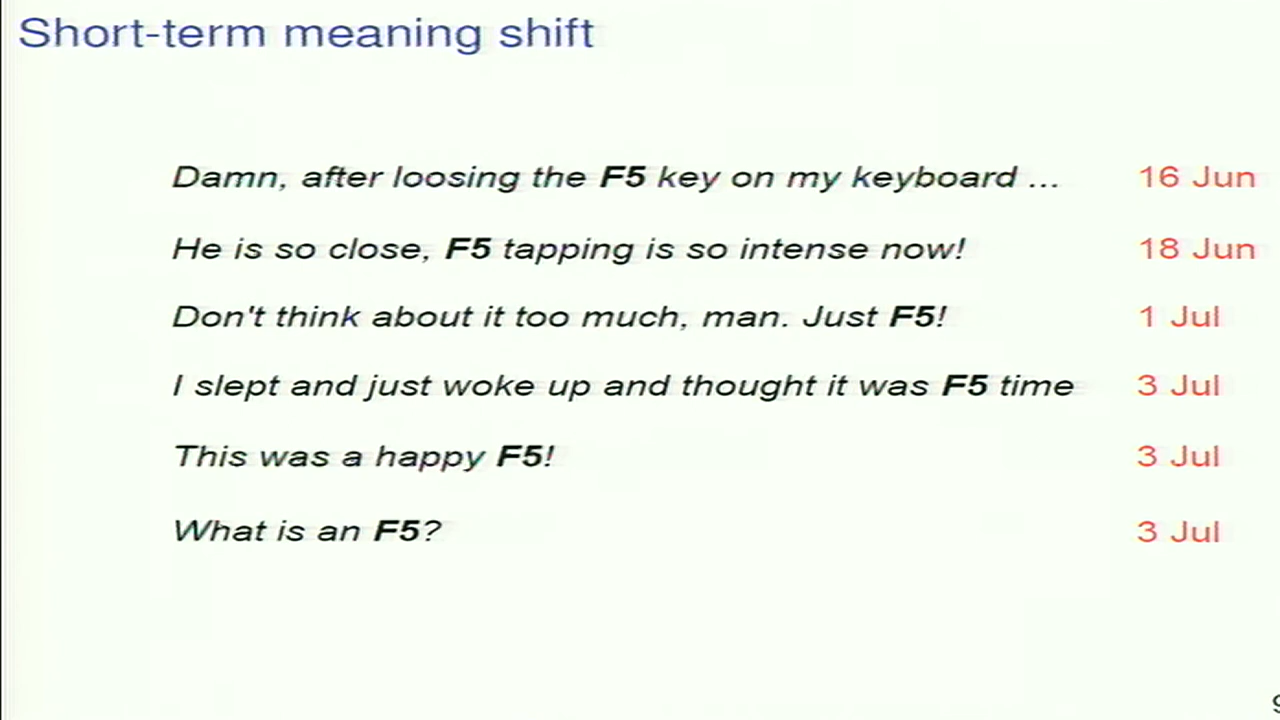 Short-term meaning shift
Damn, after loosing the F5 key on my keyboard ... 16 Jun
He is so close, F5 tapping is so intense now! 18 Jun
Don't think about it too much, man. Just F5! 1 Jul
I slept and just woke up and thought it was F5 time 3 Jul
This was a happy F5! 3 Jul
What is an F5? 3 Jul